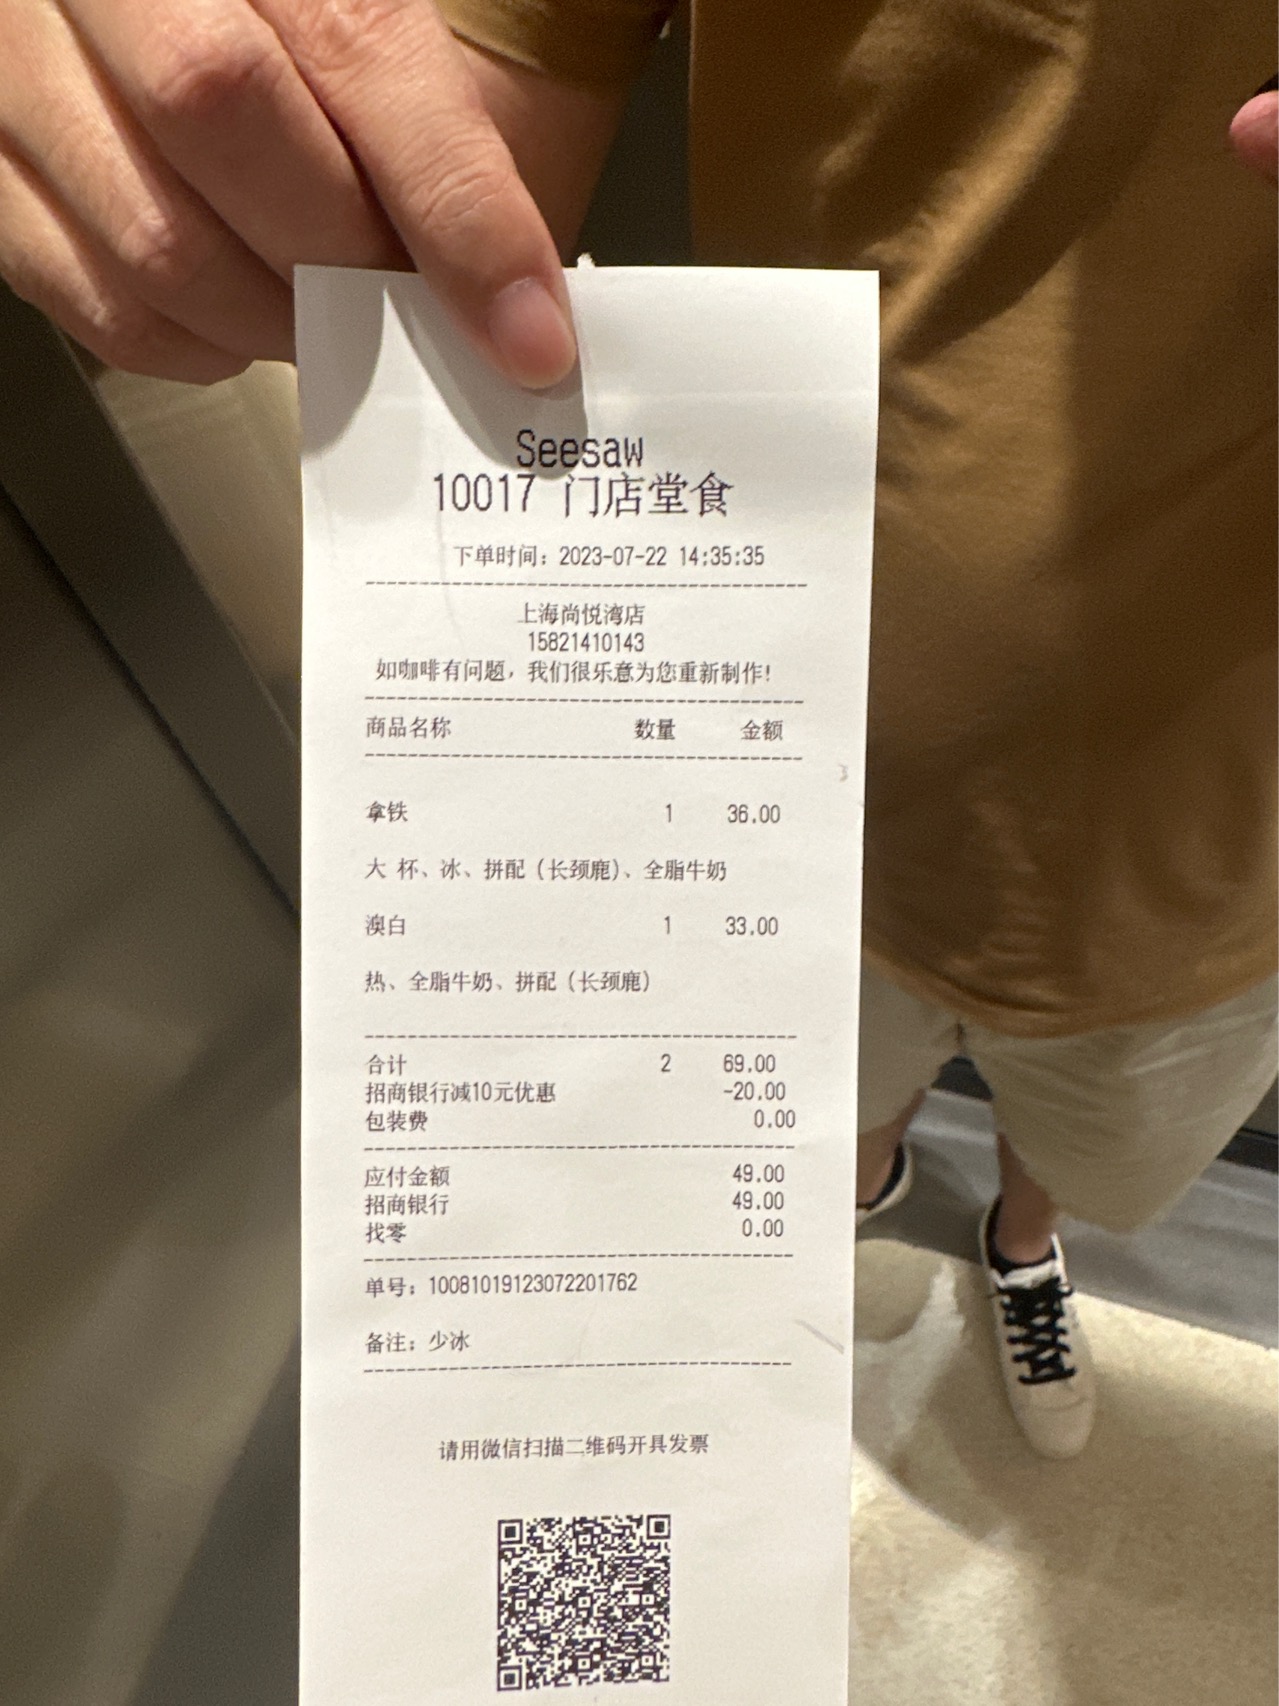 Seesaw
10017 门店堂食
下单时间：2023-07-22 14:35:35
上海尚悦湾店
15821410143
如咖啡有问题，我们很乐意为您重新制作！
商品名称 数量 金额
拿铁 1 36.00
大 杯、冰、拼配（长颈鹿）、全脂牛奶
澳白 1 33.00
热、全脂牛奶、拼配（长颈鹿）
合计 2 69.00
招商银行减10元优惠 -20.00
包装费 0.00
应付金额 49.00
招商银行 49.00
找零 0.00
单号：10081019123072201762
备注：少冰
请用微信扫描二维码开具发票